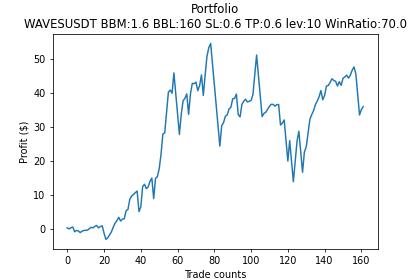 Portfolio
WAVESUSDT BBM:1.6 BBL:160 SL:0.6 TP:0.6 lev:10 WinRatio:70.0
Profit ($)
50
40
30
20
10
0
0 20 40 60 80 100 120 140 160
Trade counts